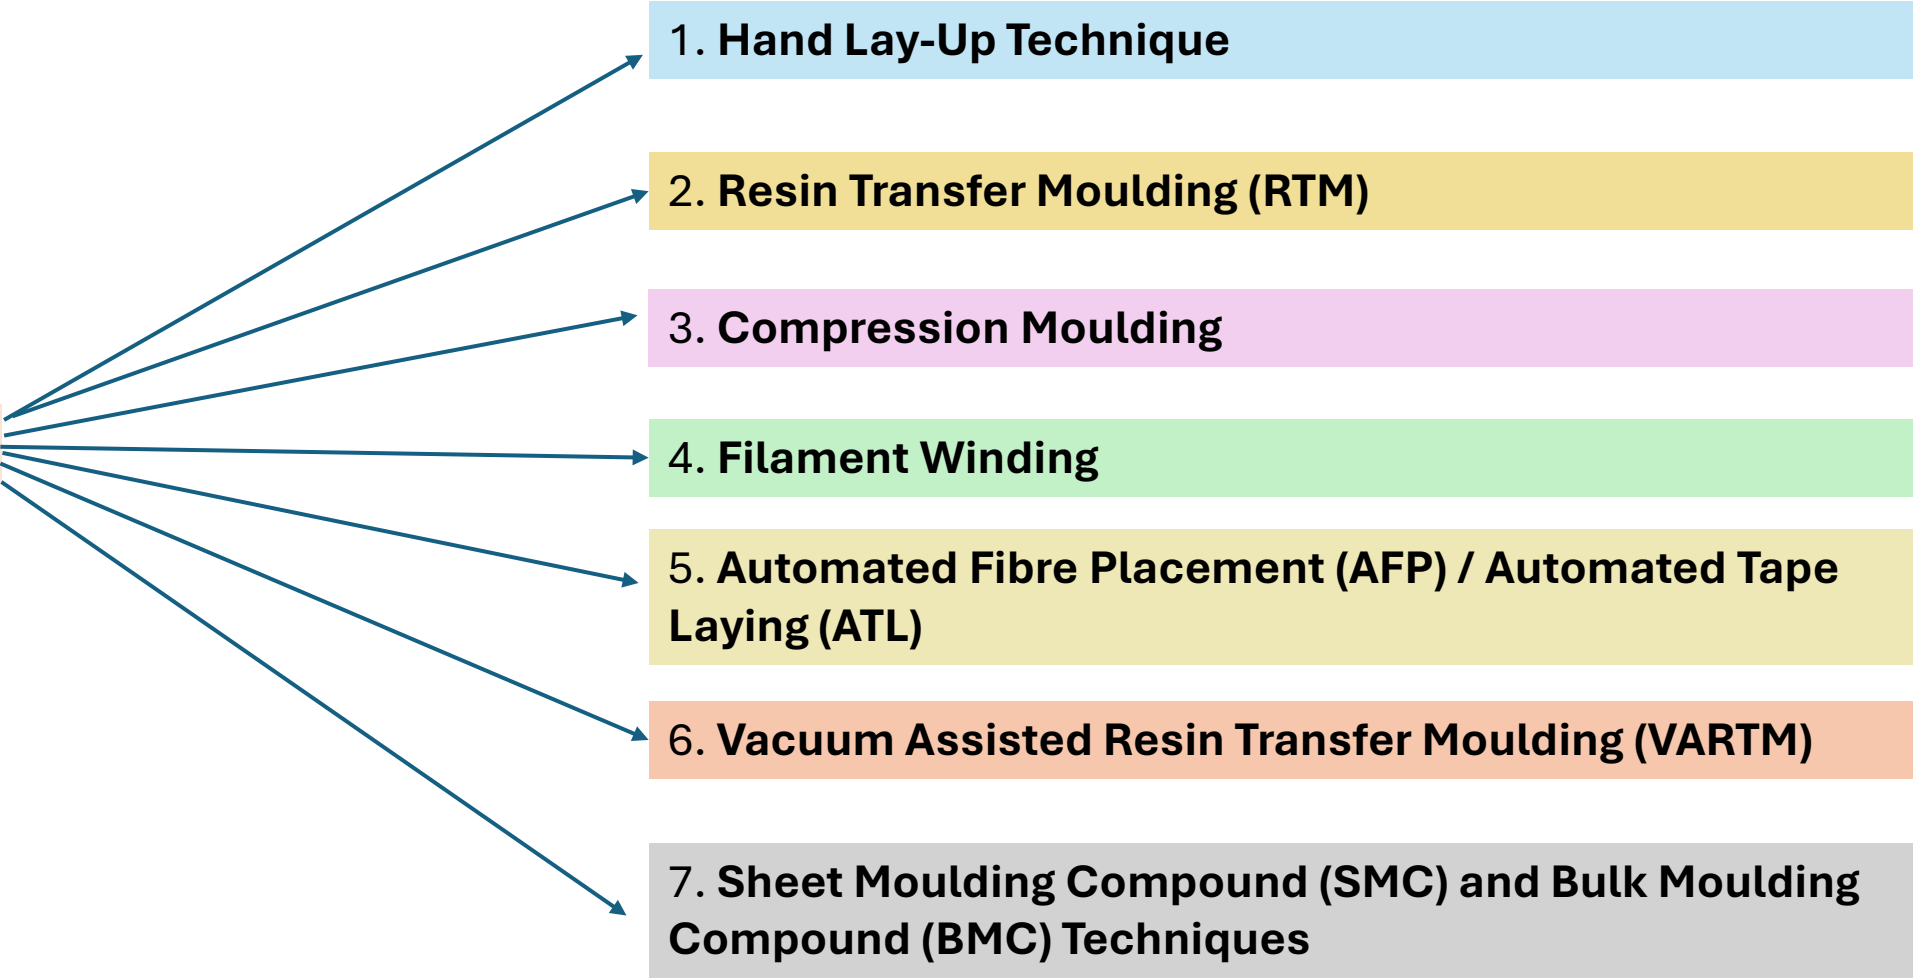 1. Hand Lay-Up Technique
2. Resin Transfer Moulding (RTM)
3. Compression Moulding
4. Filament Winding
5. Automated Fibre Placement (AFP) / Automated Tape
Laying (ATL)
6. Vacuum Assisted Resin Transfer Moulding (VARTM)
7. Sheet Moulding Compound (SMC) and Bulk Moulding
Compound (BMC) Techniques